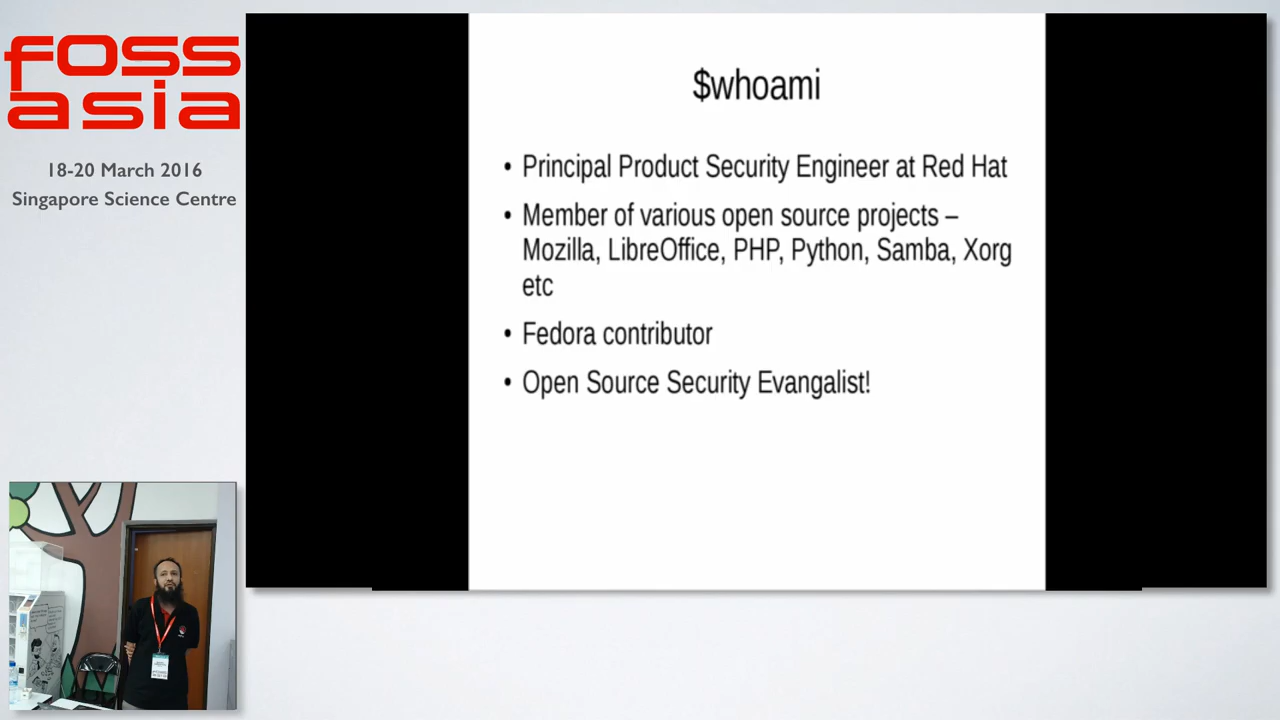 foss
asia
18-20 March 2016
Singapore Science Centre
$whoami
• Principal Product Security Engineer at Red Hat
• Member of various open source projects –
Mozilla, LibreOffice, PHP, Python, Samba, Xorg
etc
• Fedora contributor
• Open Source Security Evangalist!